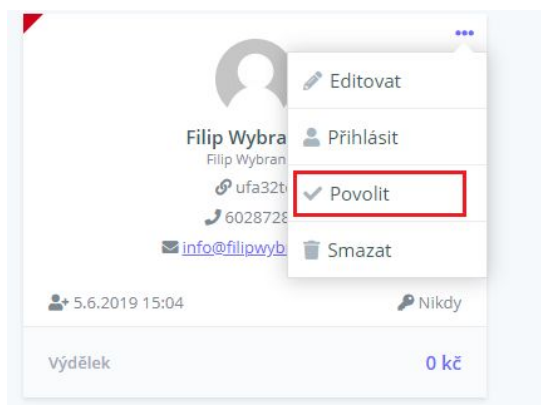 Editovat
Filip Wybra
Přihlásit
Filip Wybran
ufa32t
Povolit
6028728
info@filipwyb
Smazat
5.6.2019 15:04
Nikdy
Výdělek
0 kč